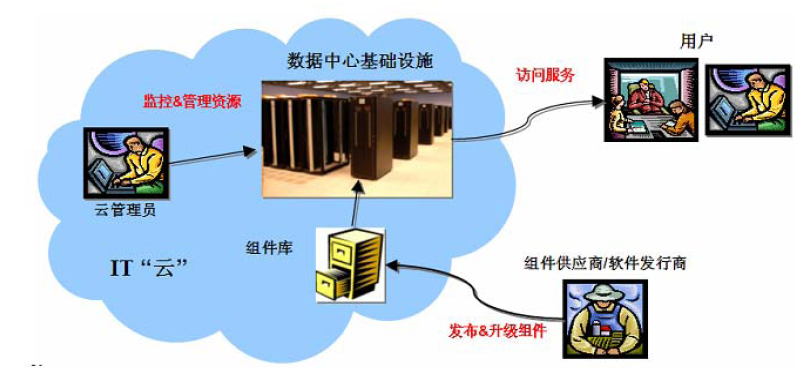 用户
数据中心基础设施
访问服务
监控&管理资源
云管理员
组件库
IT“云”
组件供应商/软件发行商
发布&升级组件